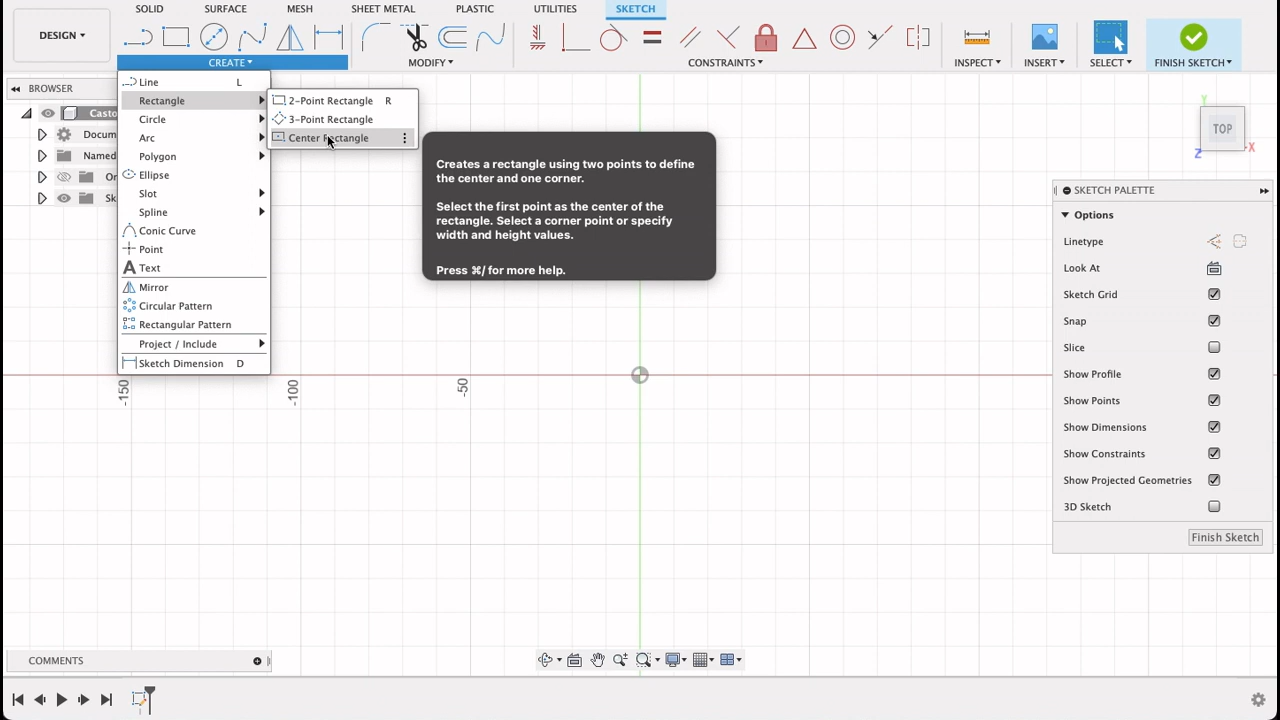 SOLID SURFACE MESH SHEET METAL PLASTIC UTILITIES SKETCH
DESIGN
CREATE MODIFY CONSTRAINTS INSPECT INSERT SELECT FINISH SKETCH
BROWSER
Casto
Docum
Named
Or
Sk
Line L
Rectangle
Circle
Arc
Polygon
Ellipse
Slot
Spline
Conic Curve
Point
Text
Mirror
Circular Pattern
Rectangular Pattern
Project / Include
Sketch Dimension D
2-Point Rectangle R
3-Point Rectangle
Center Rectangle
Creates a rectangle using two points to define
the center and one corner.
Select the first point as the center of the
rectangle. Select a corner point or specify
width and height values.
Press ⌘/ for more help.
TOP
Y
X
Z
-150
-100
-50
SKETCH PALETTE
Options
Linetype
Look At
Sketch Grid
Snap
Slice
Show Profile
Show Points
Show Dimensions
Show Constraints
Show Projected Geometries
3D Sketch
Finish Sketch
COMMENTS